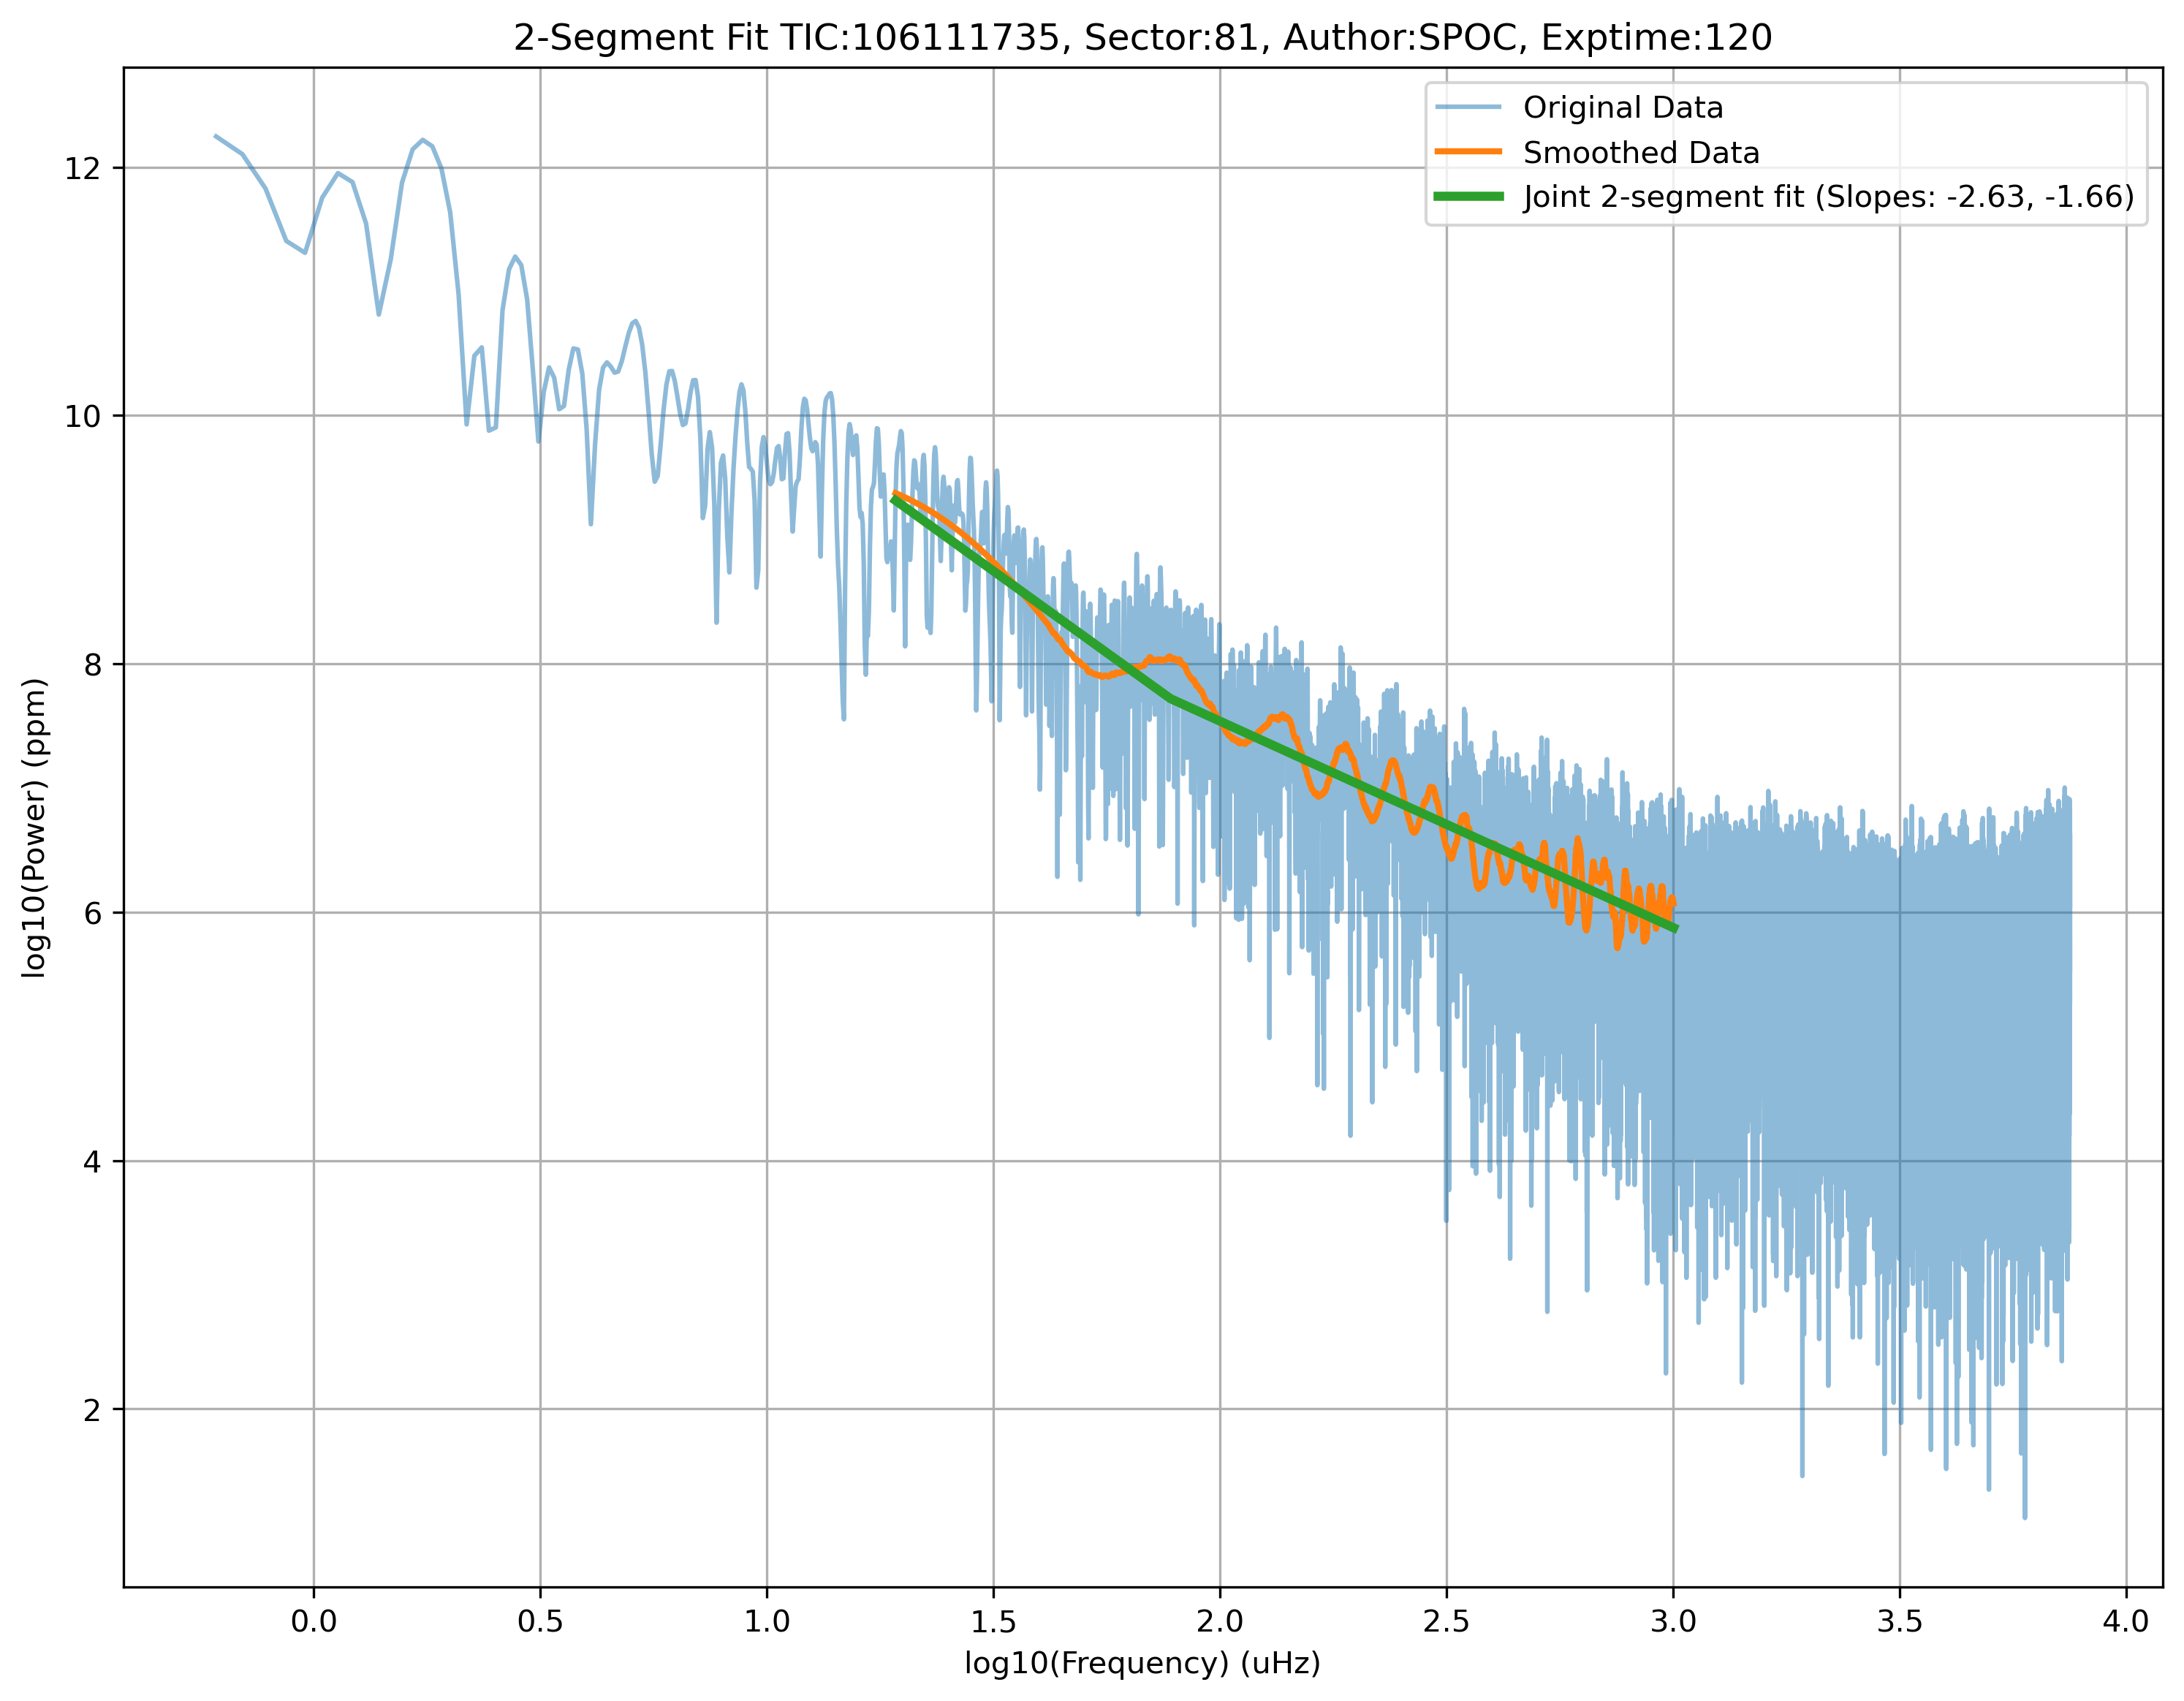 2-Segment Fit TIC:106111735, Sector:81, Author:SPOC, Exptime:120
Original Data
Smoothed Data
Joint 2-segment fit (Slopes: -2.63, -1.66)
12
10
8
6
4
2
log10(Power) (ppm)
0.0 0.5 1.0 1.5 2.0 2.5 3.0 3.5 4.0
log10(Frequency) (uHz)